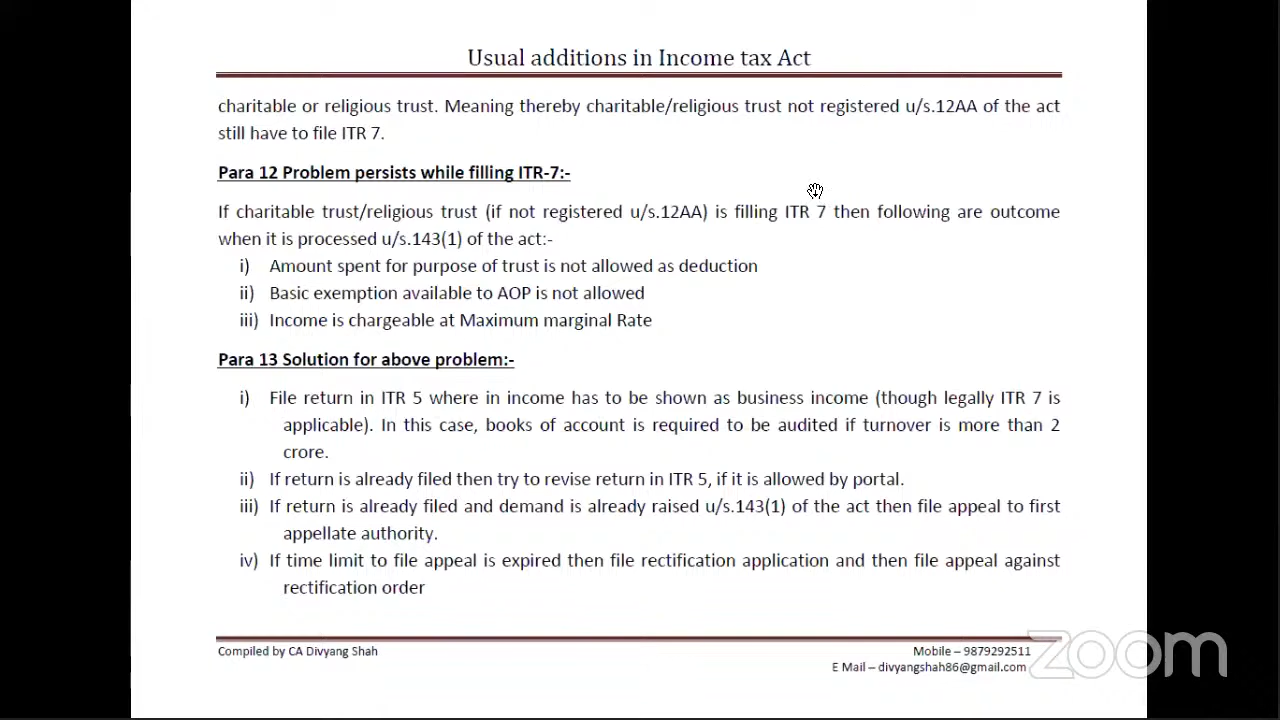 Usual additions in Income tax Act
charitable or religious trust. Meaning thereby charitable/religious trust not registered u/s.12AA of the act
still have to file ITR 7.
Para 12 Problem persists while filling ITR-7:-
If charitable trust/religious trust (if not registered u/s.12AA) is filling ITR 7 then following are outcome
when it is processed u/s.143(1) of the act:-
i) Amount spent for purpose of trust is not allowed as deduction
ii) Basic exemption available to AOP is not allowed
iii) Income is chargeable at Maximum marginal Rate
Para 13 Solution for above problem:-
i) File return in ITR 5 where in income has to be shown as business income (though legally ITR 7 is
applicable). In this case, books of account is required to be audited if turnover is more than 2
crore.
ii) If return is already filed then try to revise return in ITR 5, if it is allowed by portal.
iii) If return is already filed and demand is already raised u/s.143(1) of the act then file appeal to first
appellate authority.
iv) If time limit to file appeal is expired then file rectification application and then file appeal against
rectification order
Compiled by CA Divyang Shah
Mobile – 9879292511
E Mail – divyangshah86@gmail.com
zoom